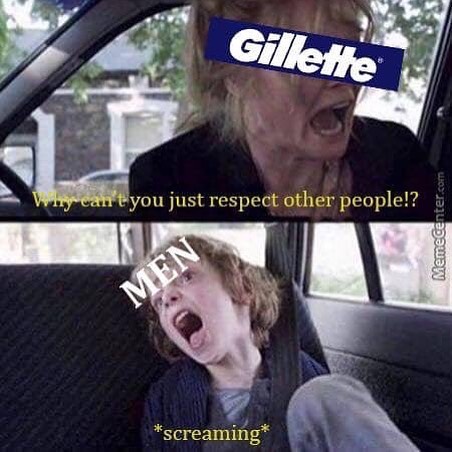 Gillette
Why can't you just respect other people!?
MemeCenter.com
MEN
*screaming*